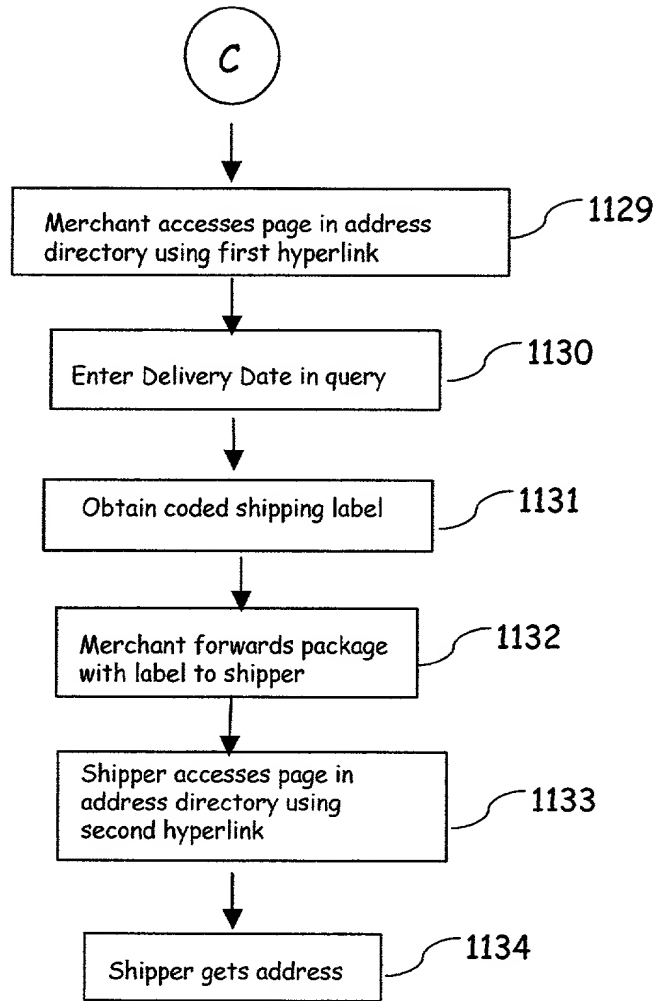 C
Merchant accesses page in address
directory using first hyperlink
1129
Enter Delivery Date in query
1130
Obtain coded shipping label
1131
Merchant forwards package
with label to shipper
1132
Shipper accesses page in
address directory using
second hyperlink
1133
Shipper gets address
1134